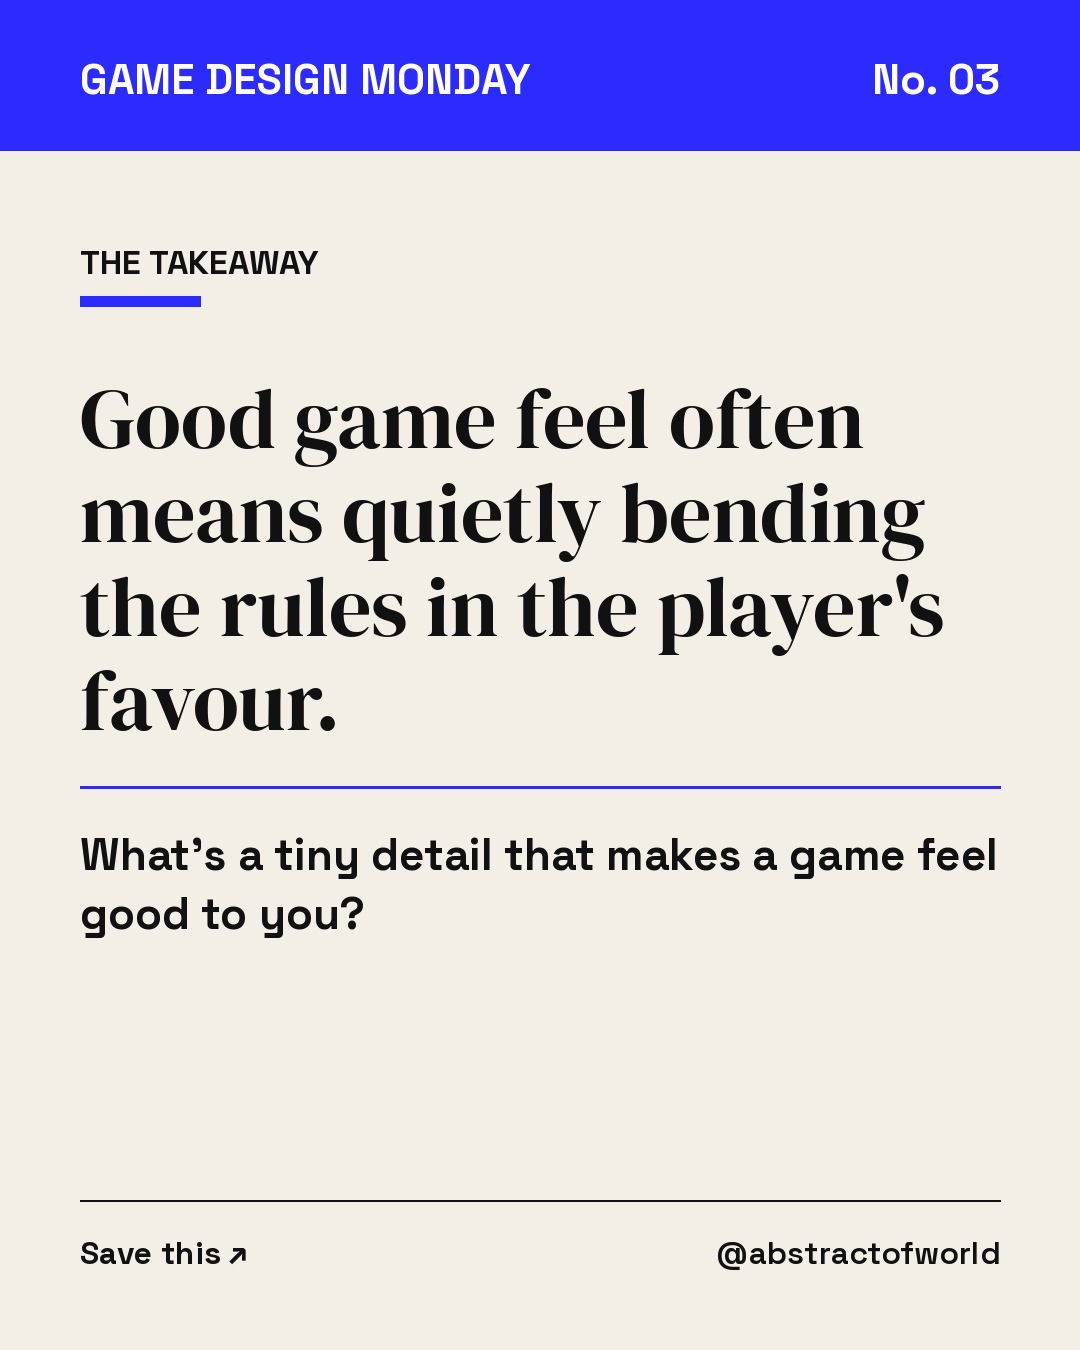 GAME DESIGN MONDAY
No. 03
THE TAKEAWAY
Good game feel often
means quietly bending
the rules in the player's
favour.
What’s a tiny detail that makes a game feel
good to you?
Save this ↗
@abstractofworld